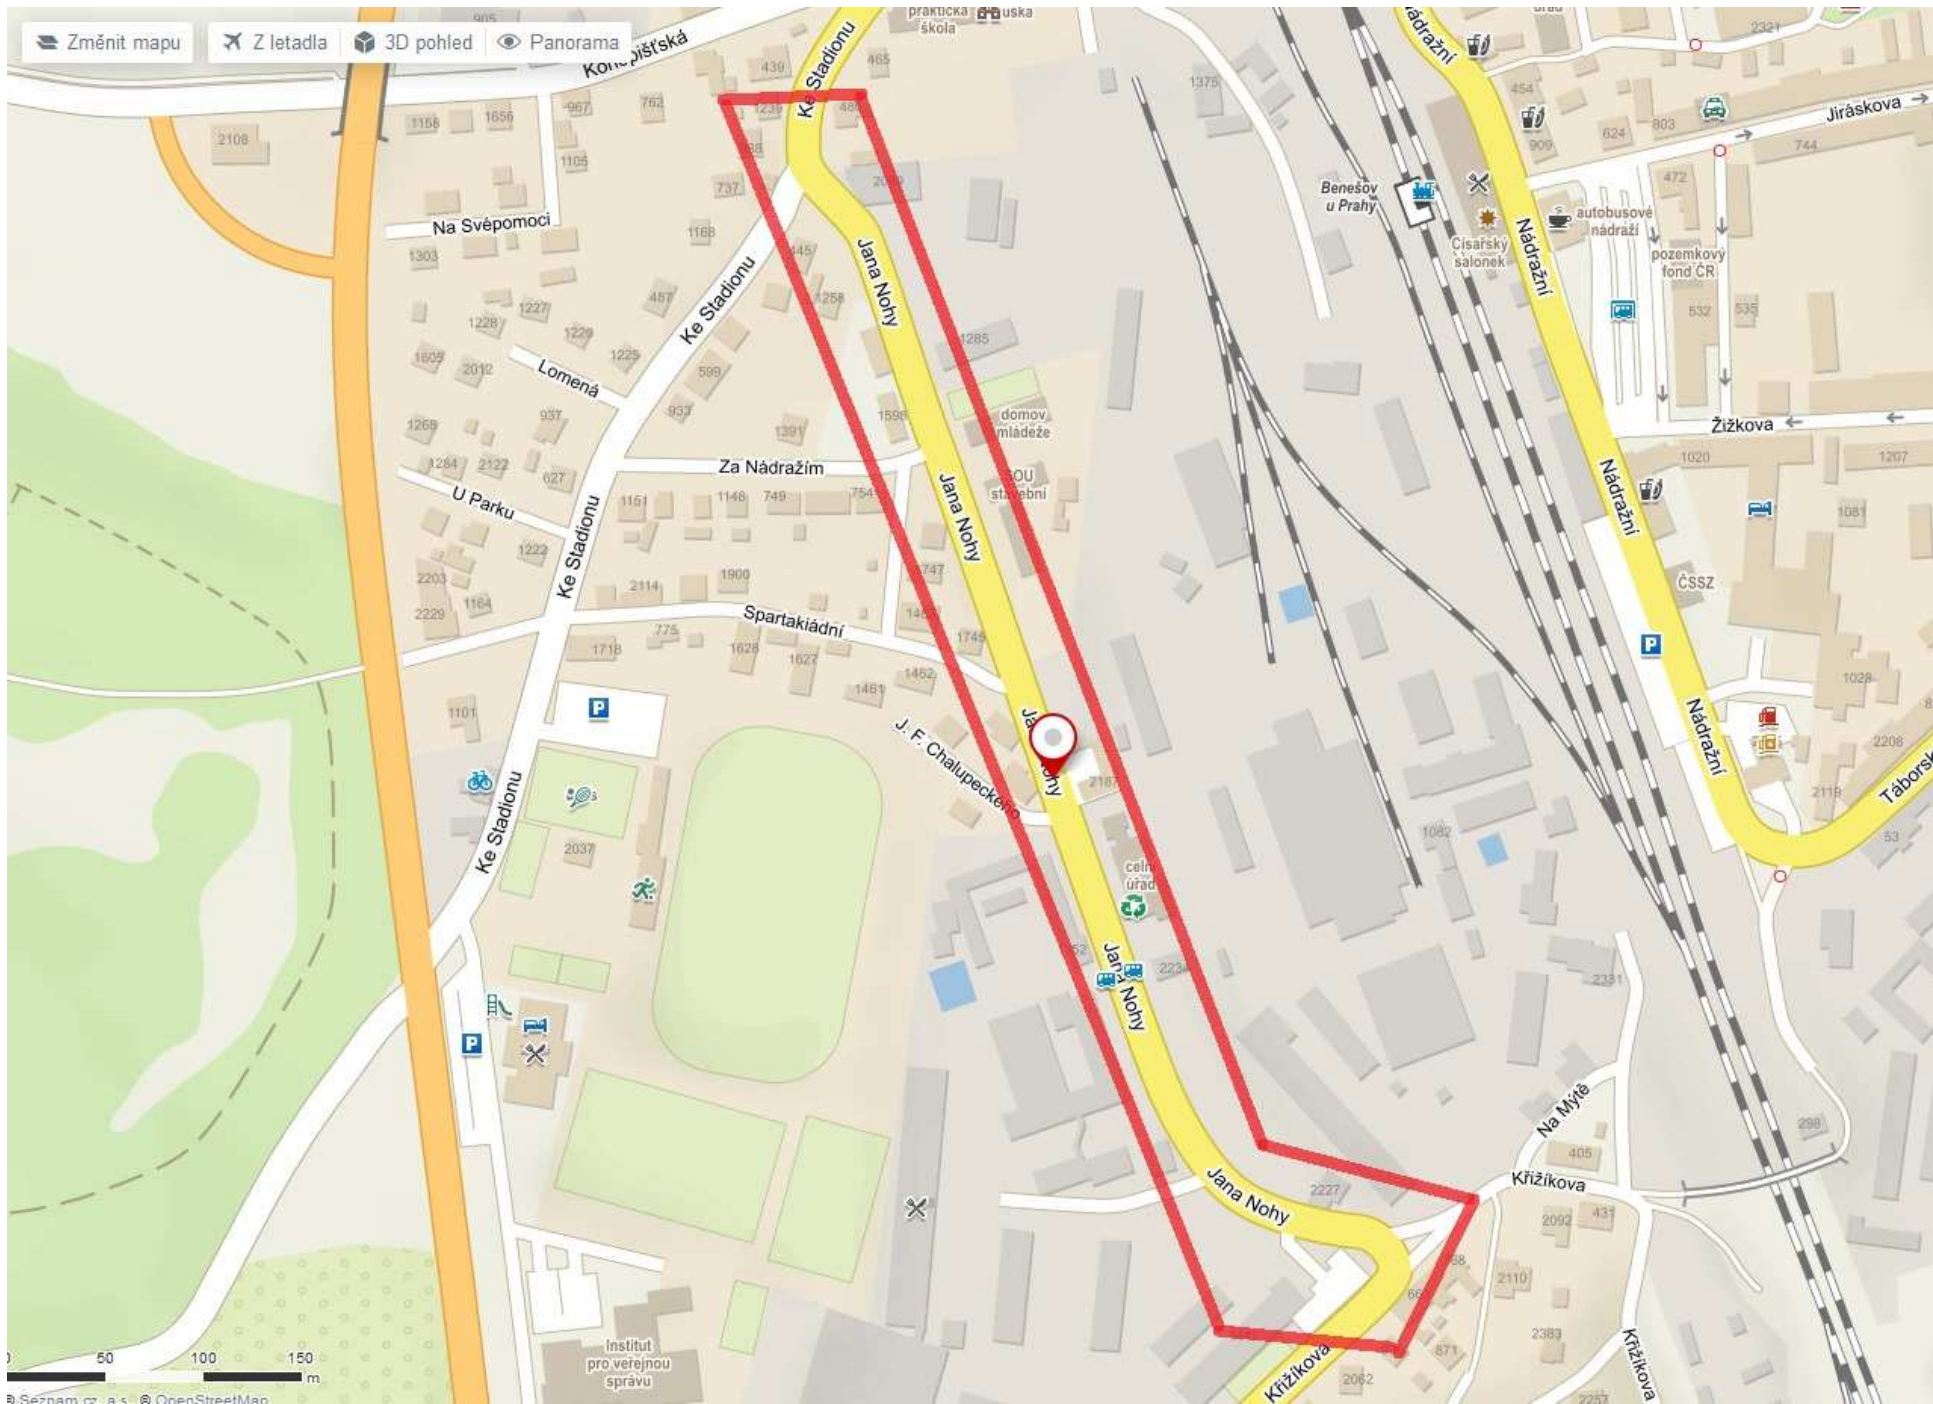 Změnit mapu
Z letadla
3D pohled
Panorama
905
praktická
škola
Nádražní
2321
Ke Stadionu
439
465
1375
454
1239
967
762
1158
1656
803
624
Jiráskova
2108
909
744
1105
737
Benešov
u Prahy
472
Na Svépomoci
1168
autobusové
nádraží
Císařský
salonek
Nádražní
1303
Jana Nohy
pozemkový
fond ČR
487
1258
1227
1228
1229
532
535
Ke Stadionu
1285
1225
1605
2012
599
Lomená
937
933
1598
domov
mládeže
1268
1391
Žižkova
1284
2122
Za Nádražím
1020
1207
627
SOU
stavební
Nádražní
U Parku
1151
1148
749
754
Jana Nohy
1081
1222
Ke Stadionu
2203
2114
1900
1747
ČSSZ
2229
1164
Spartakiádní
775
1745
1718
1628
1627
1461
1462
1028
1101
J. F. Chalupeckého
Nádražní
2208
2187
2119
Ke Stadionu
1082
53
2037
celní
úřad
Jana Nohy
2331
Na Mýtě
298
405
Křižíkova
2227
Jana Nohy
2092
431
2110
2383
871
Institut
pro veřejnou
správu
Křižíkova
Křižíkova
2062
2257
50
100
150
m
© Seznam.cz, a.s., © OpenStreetMap